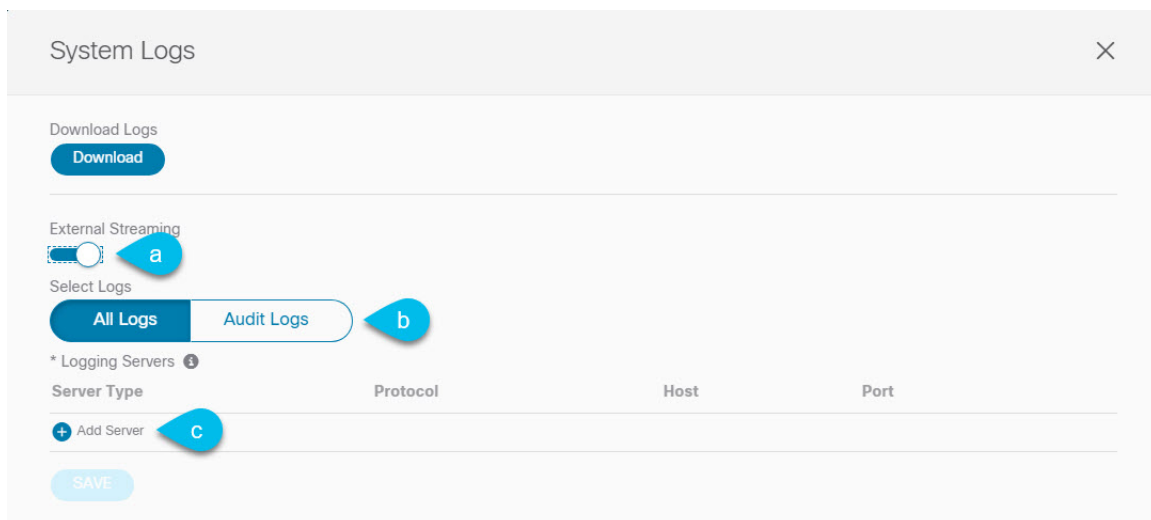 System Logs
Download Logs
Download
External Streaming
a
Select Logs
All Logs Audit Logs
b
* Logging Servers
Server Type Protocol Host Port
Add Server
c
SAVE